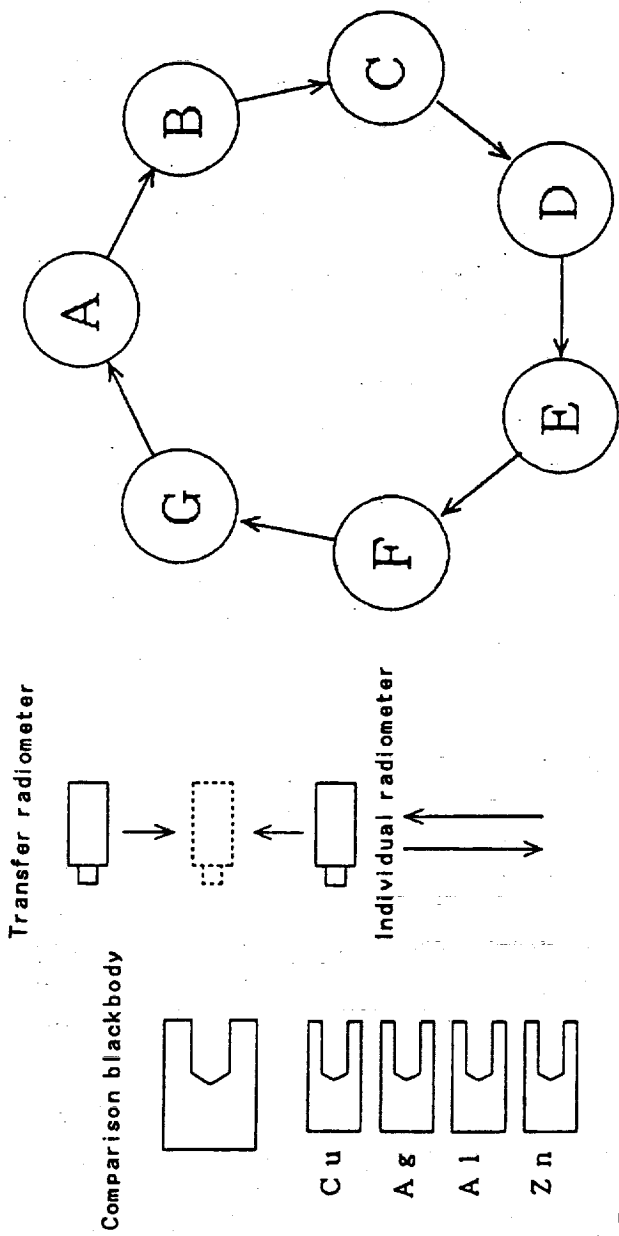 Comparison blackbody
Transfer radiometer
Individual radiometer
Cu
Ag
Al
Zn
A
B
C
D
E
F
G